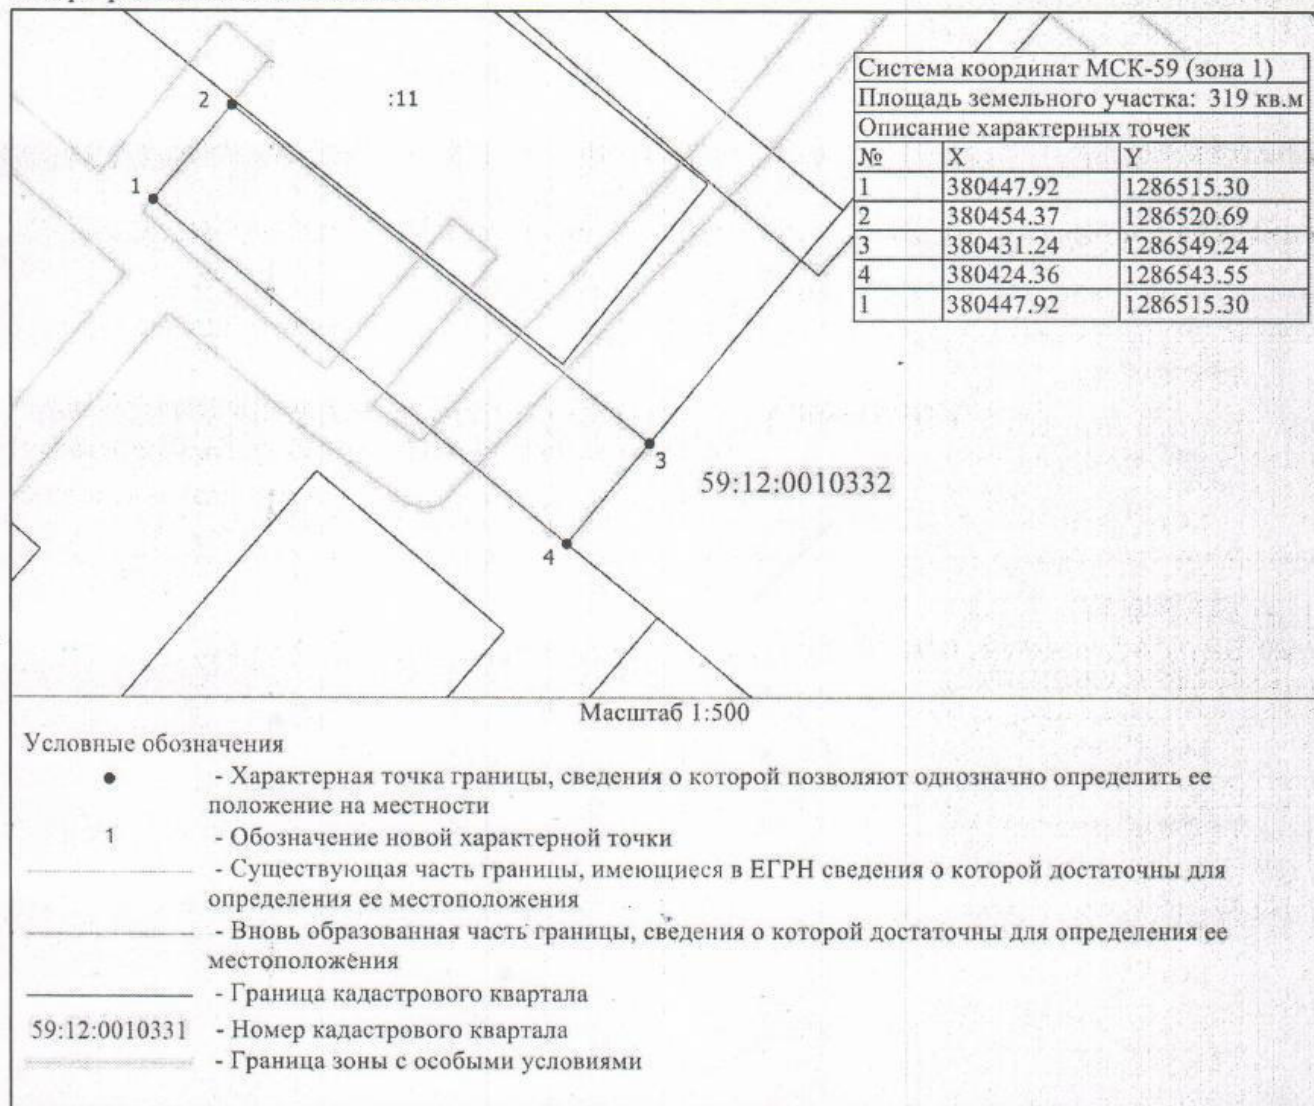 2
:11
1
Система координат МСК-59 (зона 1)
Площадь земельного участка: 319 кв.м
Описание характерных точек
№ X Y
1 380447.92 1286515.30
2 380454.37 1286520.69
3 380431.24 1286549.24
4 380424.36 1286543.55
1 380447.92 1286515.30
3
59:12:0010332
4
Масштаб 1:500
Условные обозначения
- Характерная точка границы, сведения о которой позволяют однозначно определить ее
положение на местности
1 - Обозначение новой характерной точки
- Существующая часть границы, имеющиеся в ЕГРН сведения о которой достаточны для
определения ее местоположения
- Вновь образованная часть границы, сведения о которой достаточны для определения ее
местоположения
- Граница кадастрового квартала
59:12:0010331 - Номер кадастрового квартала
- Граница зоны с особыми условиями